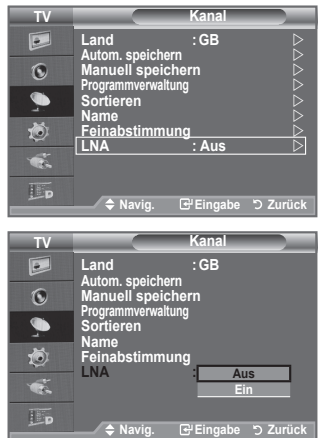 TV Kanal
Land : GB
Autom. speichern
Manuell speichern
Programmverwaltung
Sortieren
Name
Feinabstimmung
LNA : Aus
Navig. Eingabe Zurück
TV Kanal
Land : GB
Autom. speichern
Manuell speichern
Programmverwaltung
Sortieren
Name
Feinabstimmung
LNA : Aus
Ein
Navig. Eingabe Zurück